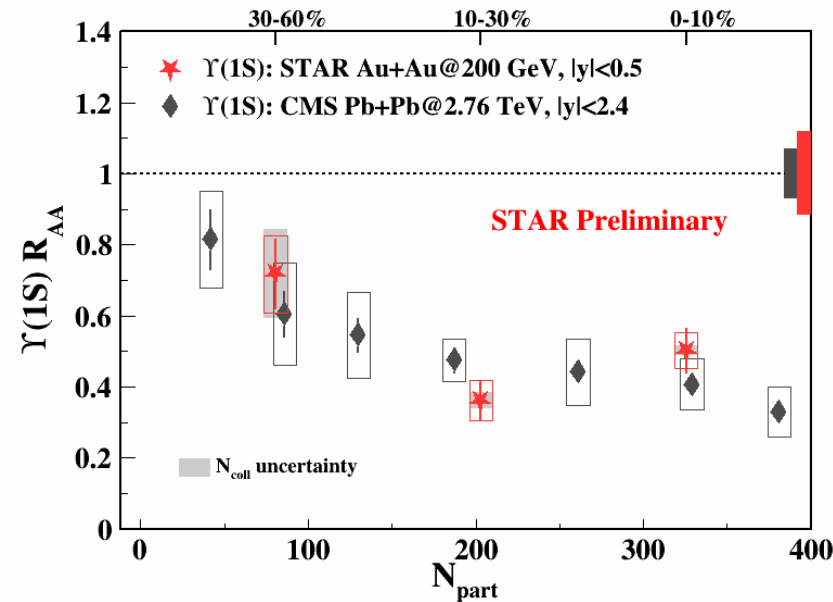 30-60% 10-30% 0-10%
1.4
ϒ(1S): STAR Au+Au@200 GeV, |y|<0.5
1.2
ϒ(1S): CMS Pb+Pb@2.76 TeV, |y|<2.4
1
STAR Preliminary
0.8
ϒ(1S) R_AA
0.6
0.4
0.2
N_coll uncertainty
0
0 100 200 300 400
N_part